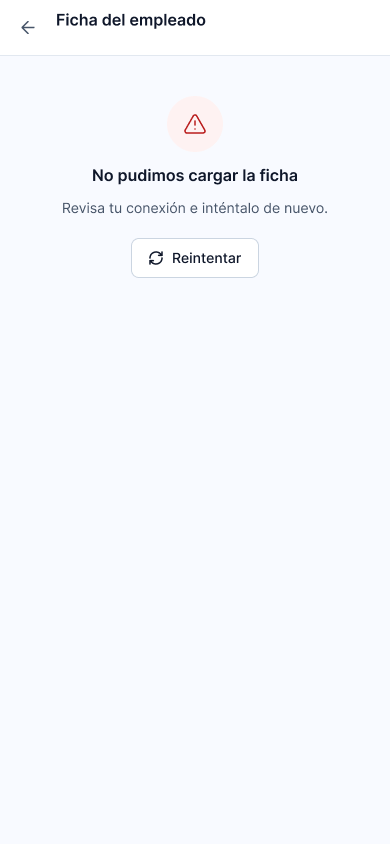 Ficha del empleado
No pudimos cargar la ficha
Revisa tu conexión e inténtalo de nuevo.
Reintentar